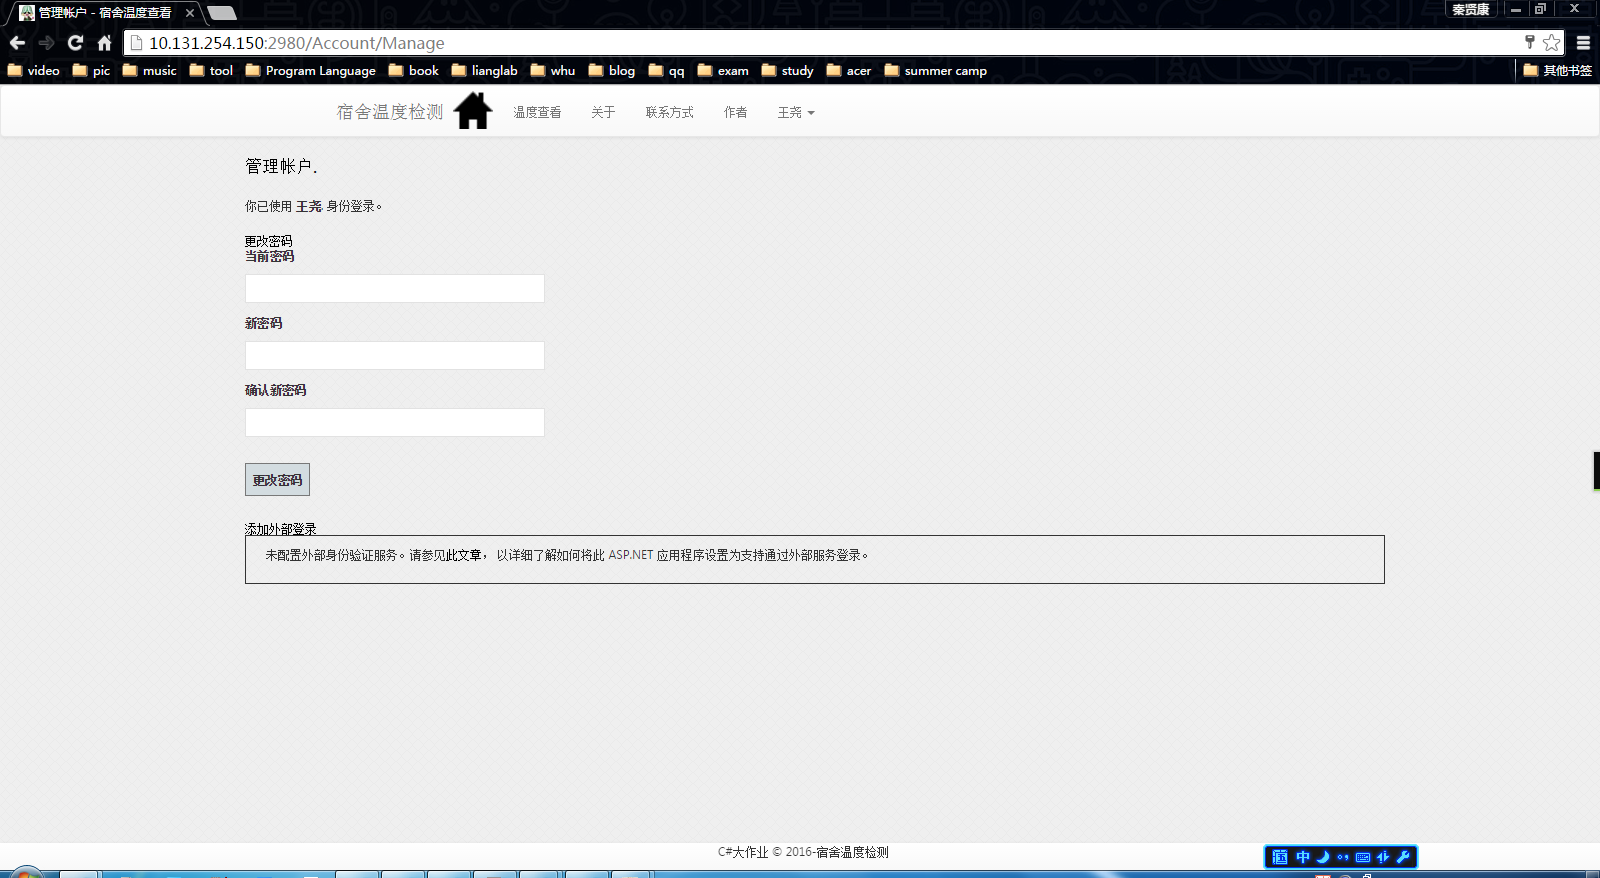 管理帐户 - 宿舍温度查看
秦贤康
10.131.254.150:2980/Account/Manage
video pic music tool Program Language book lianglab whu blog qq exam study acer summer camp 其他书签
宿舍温度检测 温度查看 关于 联系方式 作者 王尧
管理帐户.
你已使用 王尧 身份登录。
更改密码
当前密码
新密码
确认新密码
更改密码
添加外部登录
未配置外部身份验证服务。请参见此文章， 以详细了解如何将此 ASP.NET 应用程序设置为支持通过外部服务登录。
C#大作业 © 2016-宿舍温度检测
中